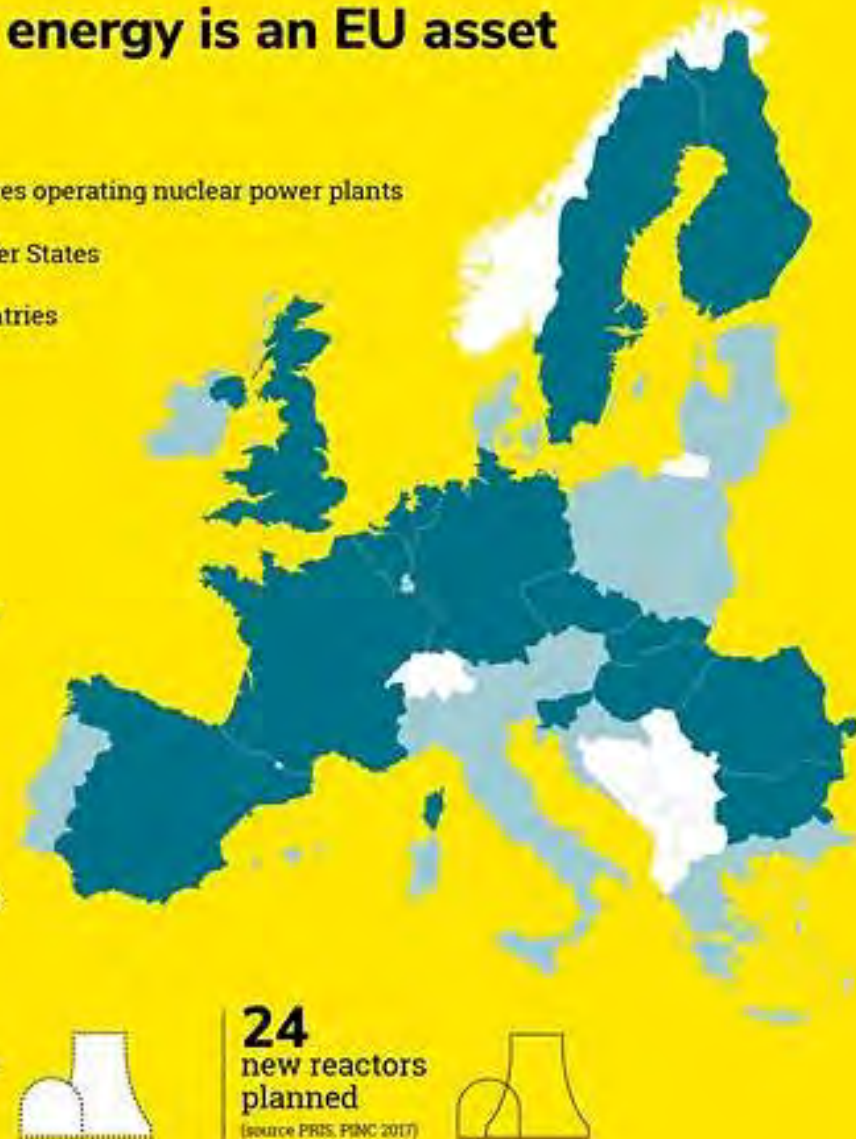 energy is an EU asset
es operating nuclear power plants
er States
ntries
24
new reactors
planned
(source PRIS, PINC 2017)